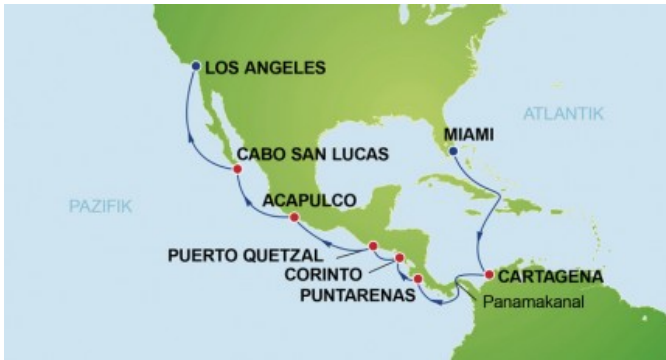 LOS ANGELES
ATLANTIK
MIAMI
CABO SAN LUCAS
PAZIFIK
ACAPULCO
PUERTO QUETZAL
CORINTO
CARTAGENA
PUNTARENAS
Panamakanal